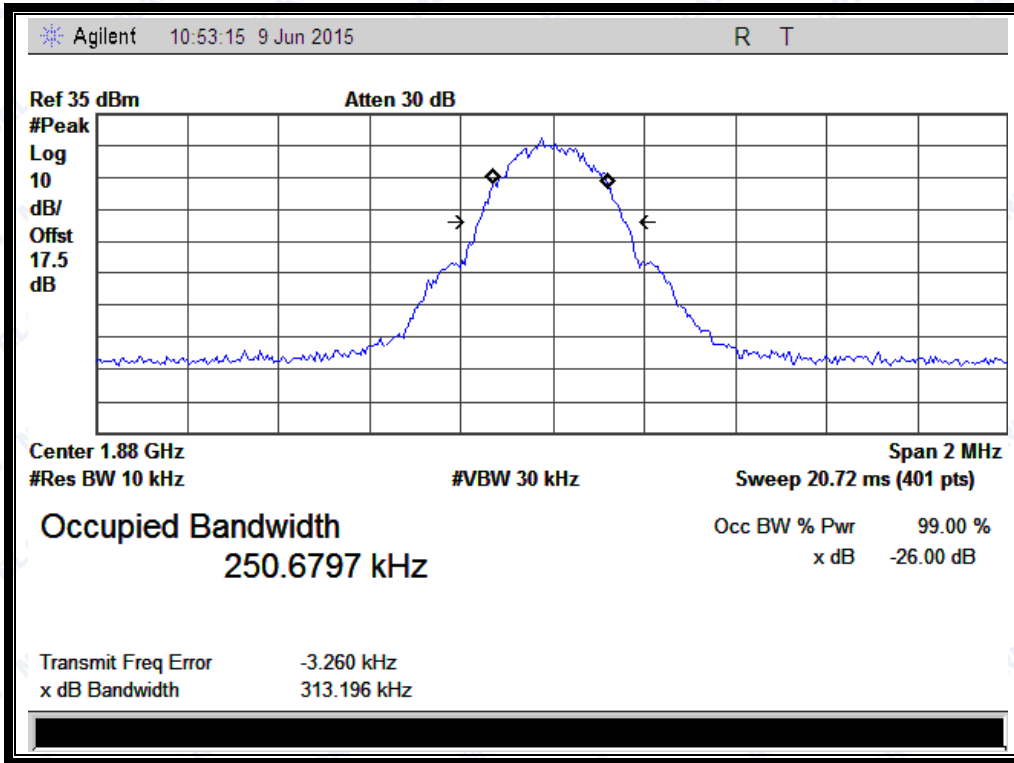 Agilent 10:53:15 9 Jun 2015 R T
Ref 35 dBm Atten 30 dB
#Peak
Log
10
dB/
Offst
17.5
dB
Center 1.88 GHz Span 2 MHz
#Res BW 10 kHz #VBW 30 kHz Sweep 20.72 ms (401 pts)
Occupied Bandwidth Occ BW % Pwr 99.00 %
250.6797 kHz x dB -26.00 dB
Transmit Freq Error -3.260 kHz
x dB Bandwidth 313.196 kHz